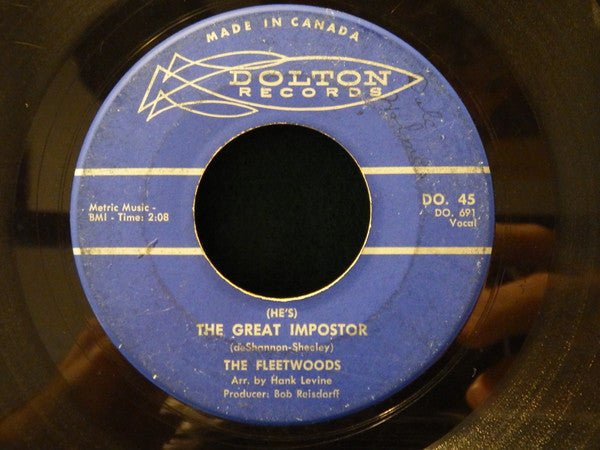 MADE IN CANADA
DOLTON
RECORDS
Metric Music -
BMI - Time: 2:08
DO. 45
DO. 691
Vocal
(HE'S)
THE GREAT IMPOSTOR
(deShannon-Sheeley)
THE FLEETWOODS
Arr. by Hank Levine
Producer: Bob Reisdorff